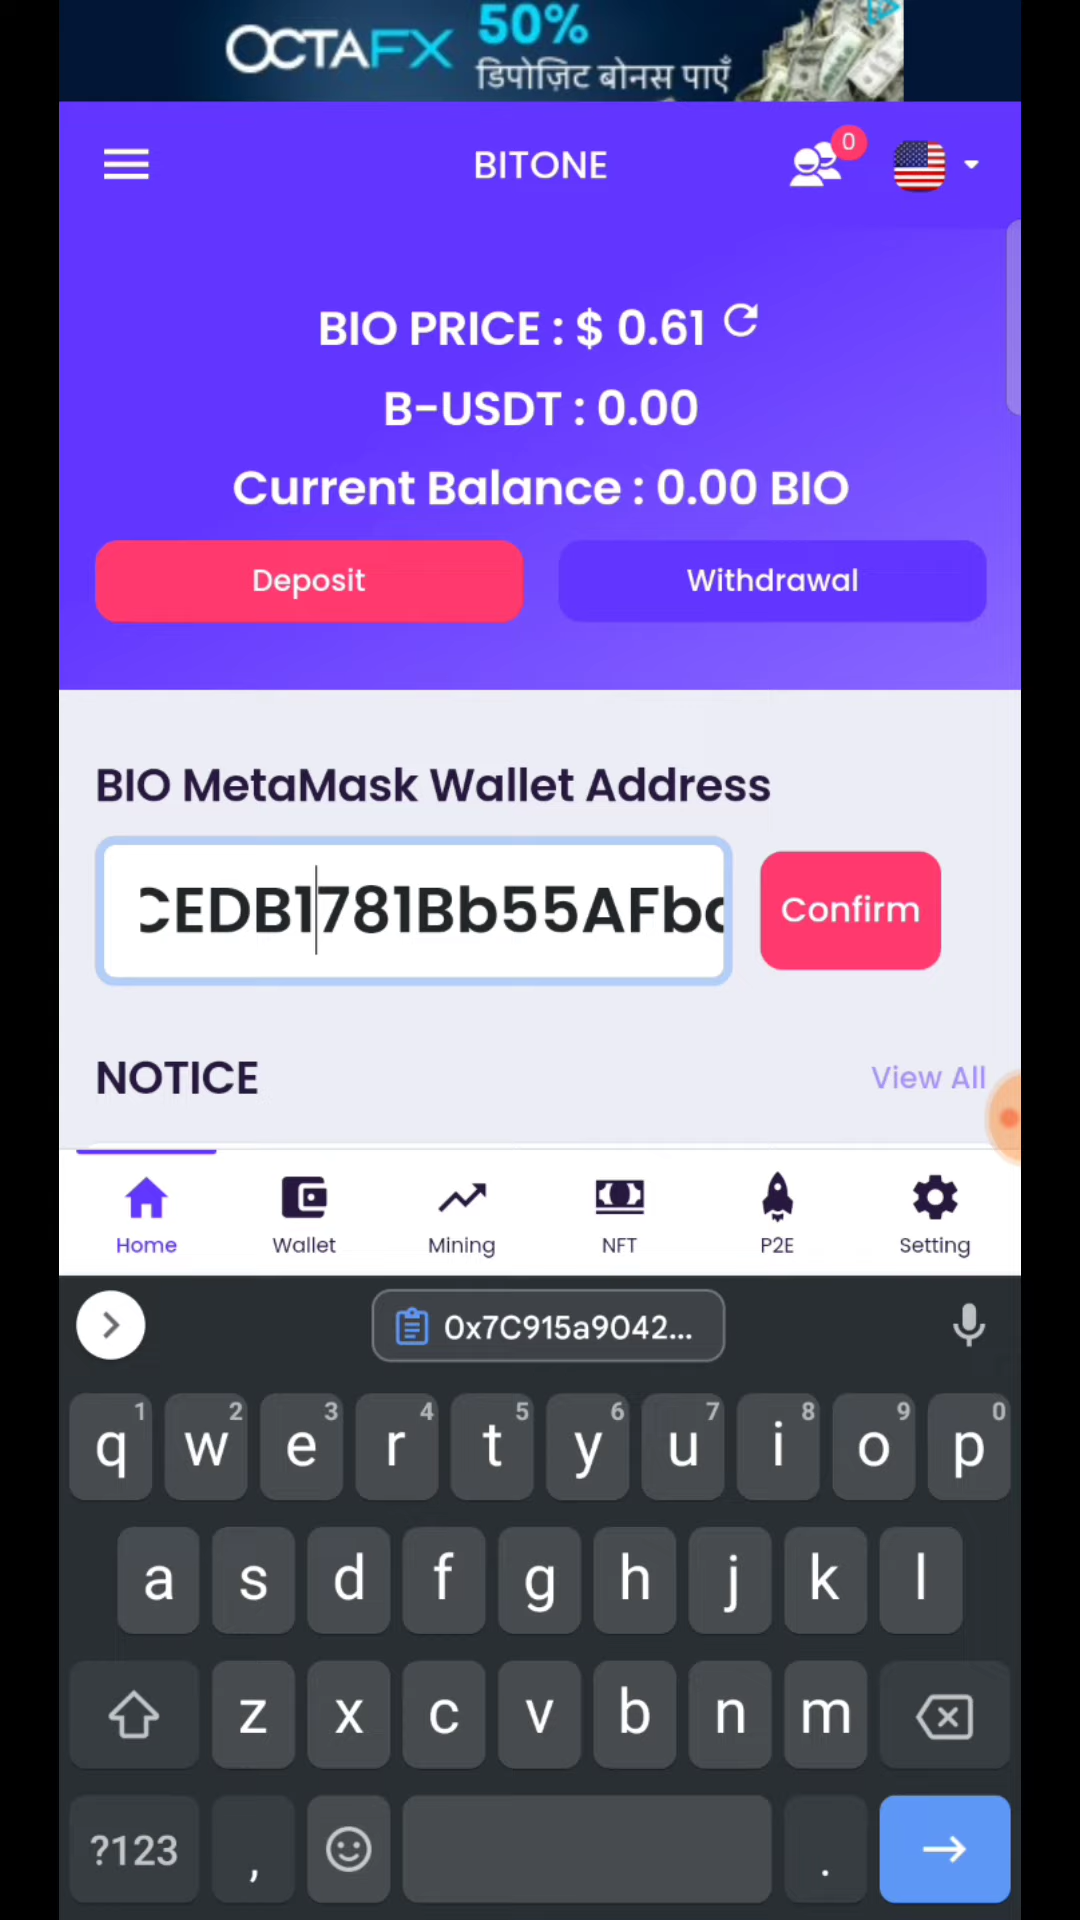 OCTAFX
50%
डिपोज़िट बोनस पाएँ
BITONE
0
BIO PRICE : $ 0.61
B-USDT : 0.00
Current Balance : 0.00 BIO
Deposit
Withdrawal
BIO MetaMask Wallet Address
CEDB1781Bb55AFb
Confirm
NOTICE
View All
Home
Wallet
Mining
NFT
P2E
Setting
0x7C915a9042...
1 2 3 4 5 6 7 8 9 0
q w e r t y u i o p
a s d f g h j k l
z x c v b n m
?123 , .